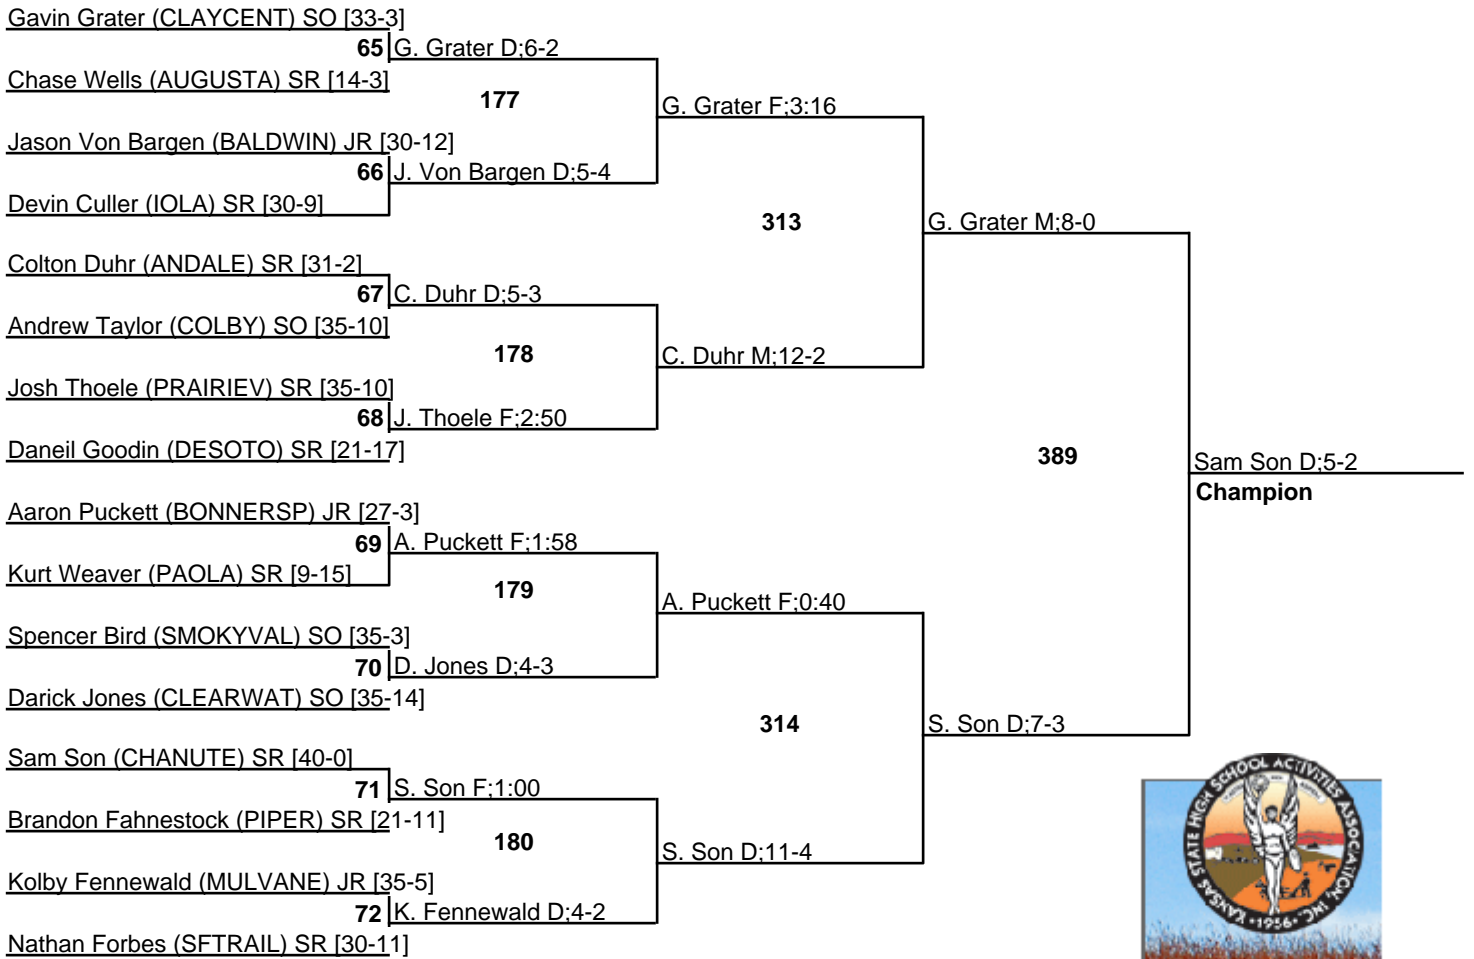 Gavin Grater (CLAYCENT) SO [33-3]
65 G. Grater D;6-2
Chase Wells (AUGUSTA) SR [14-3]
177
G. Grater F;3:16
Jason Von Bargen (BALDWIN) JR [30-12]
66 J. Von Bargen D;5-4
Devin Culler (IOLA) SR [30-9]
313
G. Grater M;8-0
Colton Duhr (ANDALE) SR [31-2]
67 C. Duhr D;5-3
Andrew Taylor (COLBY) SO [35-10]
178
C. Duhr M;12-2
Josh Thoele (PRAIRIEV) SR [35-10]
68 J. Thoele F;2:50
Daneil Goodin (DESOTO) SR [21-17]
389
Sam Son D;5-2
Champion
Aaron Puckett (BONNERSP) JR [27-3]
69 A. Puckett F;1:58
Kurt Weaver (PAOLA) SR [9-15]
179
A. Puckett F;0:40
Spencer Bird (SMOKYVAL) SO [35-3]
70 D. Jones D;4-3
Darick Jones (CLEARWAT) SO [35-14]
314
S. Son D;7-3
Sam Son (CHANUTE) SR [40-0]
71 S. Son F;1:00
Brandon Fahnestock (PIPER) SR [21-11]
180
S. Son D;11-4
Kolby Fennewald (MULVANE) JR [35-5]
72 K. Fennewald D;4-2
Nathan Forbes (SFTRAIL) SR [30-11]
KANSAS STATE HIGH SCHOOL ACTIVITIES ASSOCIATION, INC.
•1956•